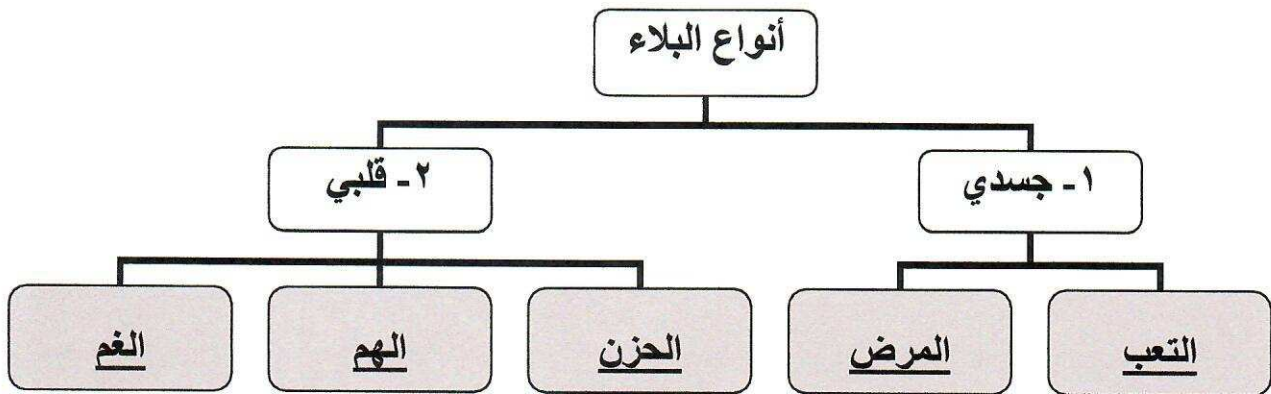 أنواع البلاء
١- جسدي
٢- قلبي
التعب
المرض
الحزن
الهم
الغم